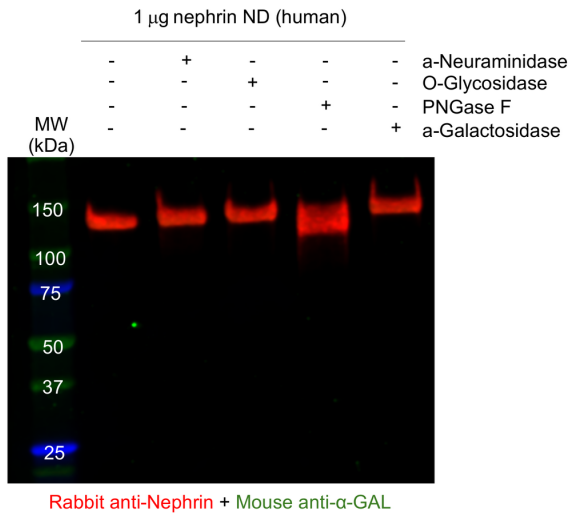 1 µg nephrin ND (human)
- + - - - a-Neuraminidase
- - + - - O-Glycosidase
- - - + - PNGase F
- - - - + a-Galactosidase
MW
(kDa)
150
100
75
50
37
25
Rabbit anti-Nephrin + Mouse anti-α-GAL